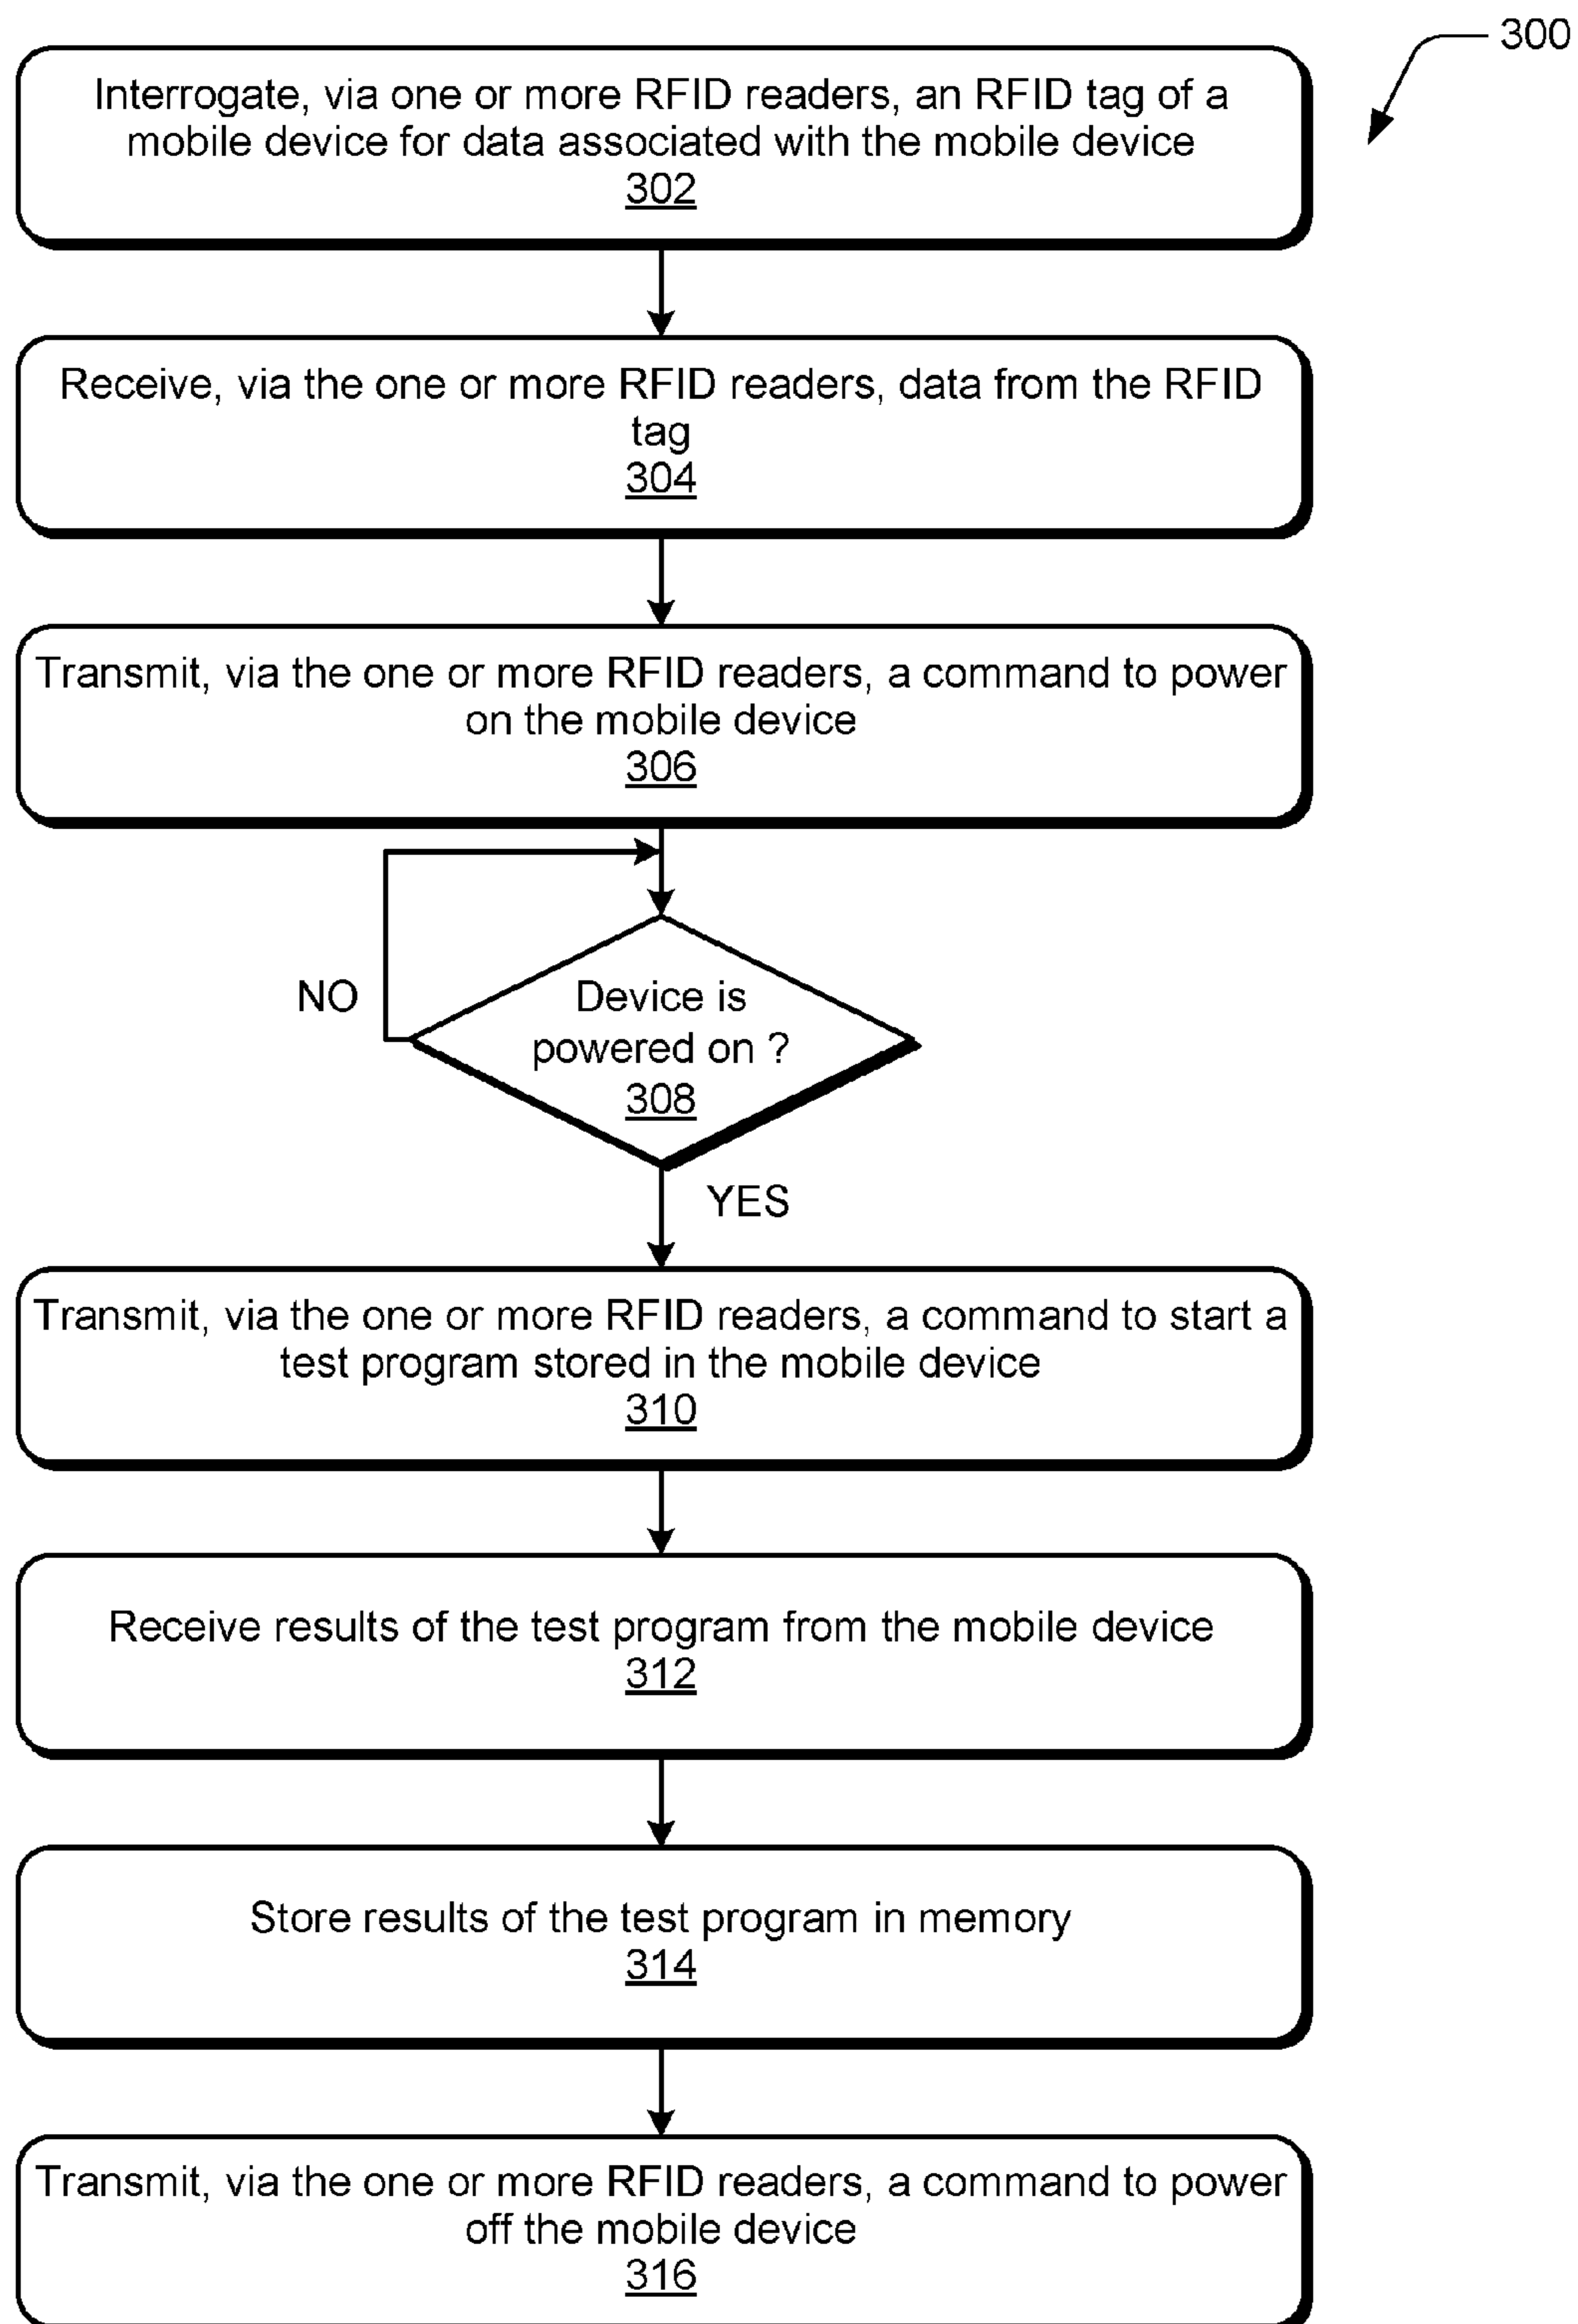 300
Interrogate, via one or more RFID readers, an RFID tag of a
mobile device for data associated with the mobile device
302
Receive, via the one or more RFID readers, data from the RFID
tag
304
Transmit, via the one or more RFID readers, a command to power
on the mobile device
306
NO
Device is
powered on ?
308
YES
Transmit, via the one or more RFID readers, a command to start a
test program stored in the mobile device
310
Receive results of the test program from the mobile device
312
Store results of the test program in memory
314
Transmit, via the one or more RFID readers, a command to power
off the mobile device
316